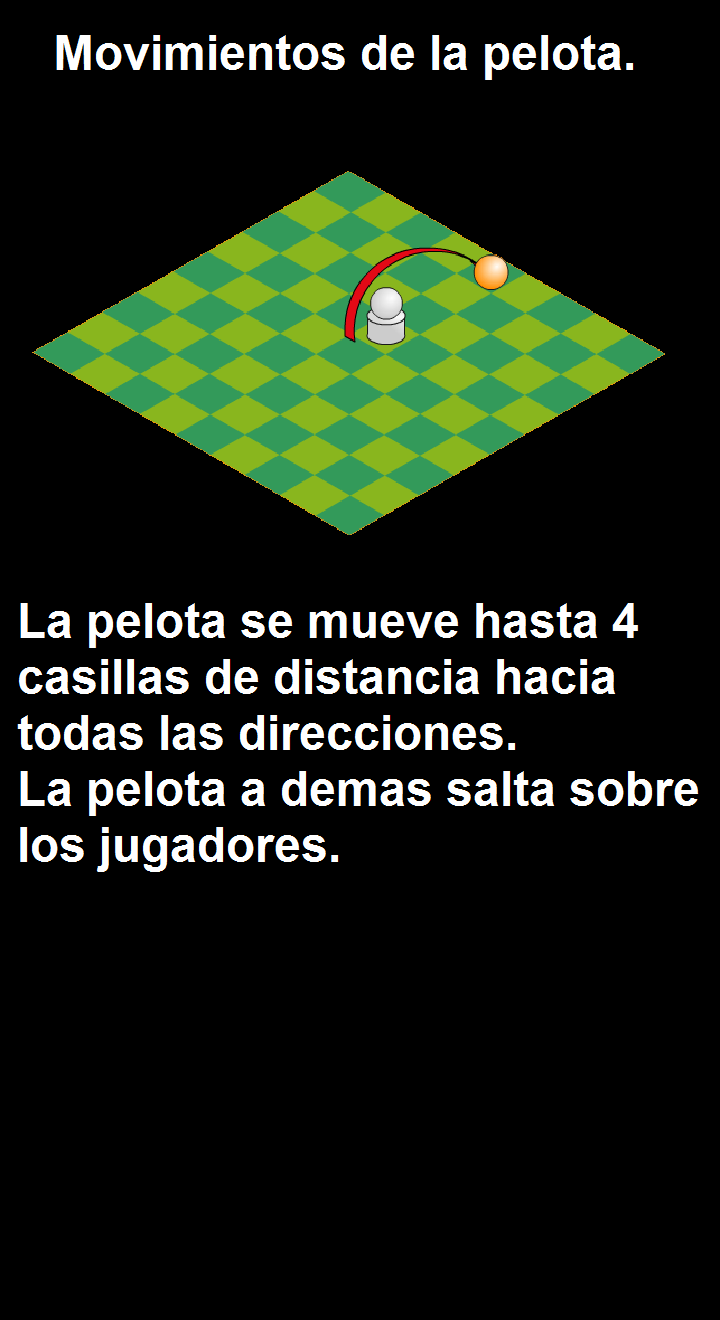 Movimientos de la pelota.
La pelota se mueve hasta 4
casillas de distancia hacia
todas las direcciones.
La pelota a demas salta sobre
los jugadores.